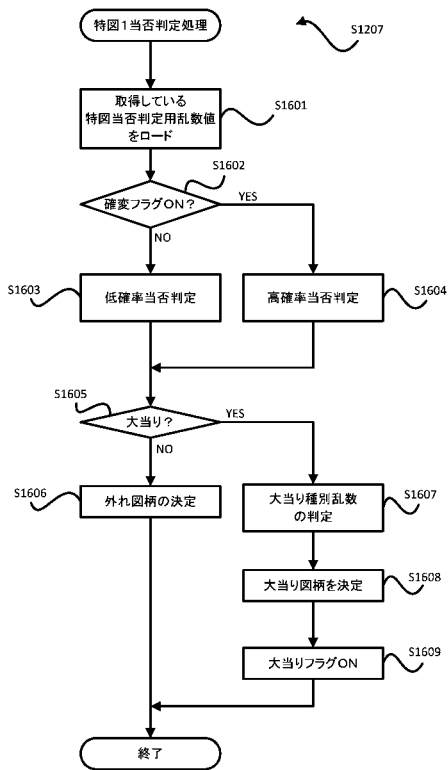 特図1当否判定処理
S1207
取得している
特図当否判定用乱数値
をロード
S1601
S1602
確変フラグON?
YES
NO
S1603
低確率当否判定
高確率当否判定
S1604
S1605
大当り?
YES
NO
S1606
外れ図柄の決定
大当り種別乱数
の判定
S1607
大当り図柄を決定
S1608
大当りフラグON
S1609
終了